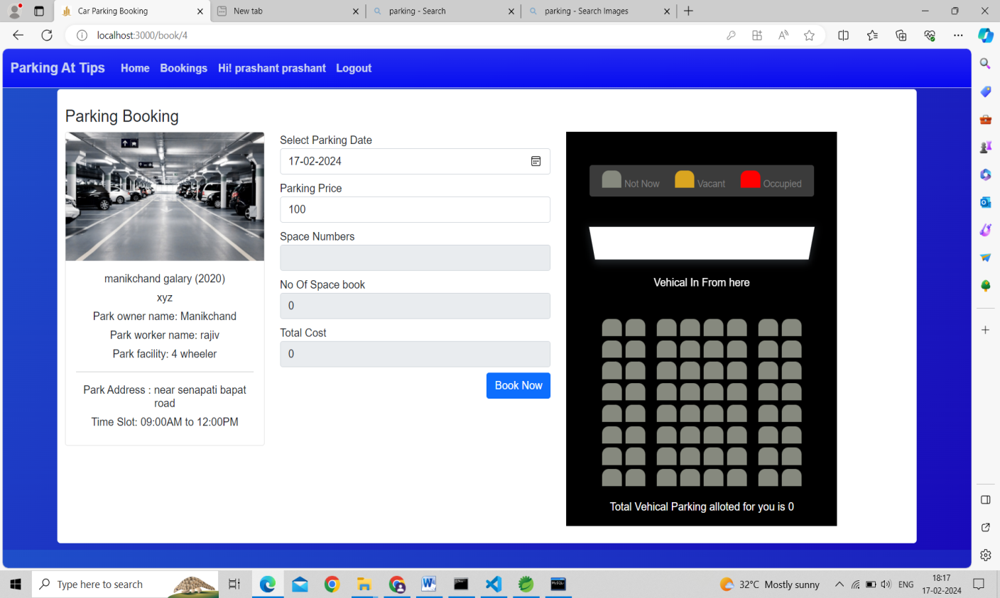 Car Parking Booking
New tab
parking - Search
parking - Search Images
localhost:3000/book/4
Parking At Tips
Home
Bookings
Hi! prashant prashant
Logout
Parking Booking
manikchand galary (2020)
xyz
Park owner name: Manikchand
Park worker name: rajiv
Park facility: 4 wheeler
Park Address : near senapati bapat
road
Time Slot: 09:00AM to 12:00PM
Select Parking Date
17-02-2024
Parking Price
100
Space Numbers
No Of Space book
0
Total Cost
0
Book Now
Not Now
Vacant
Occupied
Vehical In From here
Total Vehical Parking alloted for you is 0
Type here to search
32°C Mostly sunny
ENG
18:17
17-02-2024